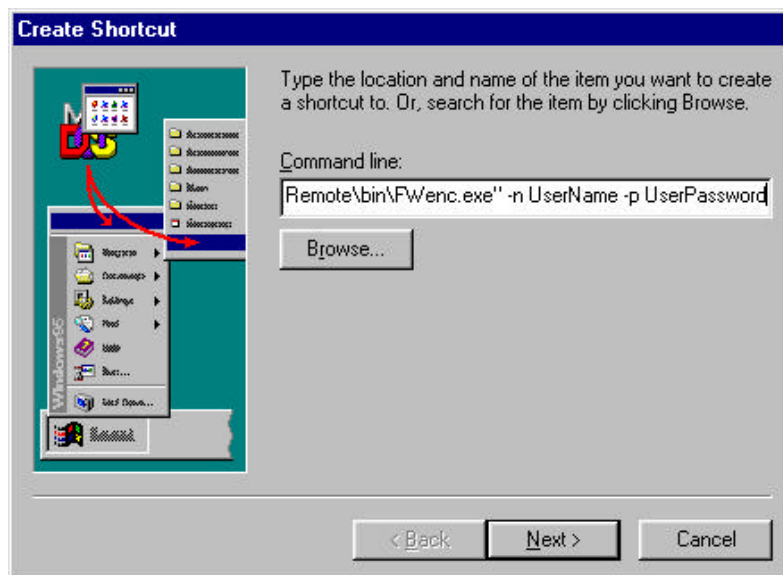 Create Shortcut
Type the location and name of the item you want to create
a shortcut to. Or, search for the item by clicking Browse.
Command line:
Remote\bin\FWenc.exe" -n UserName -p UserPassword
Browse...
Windows95
< Back
Next >
Cancel